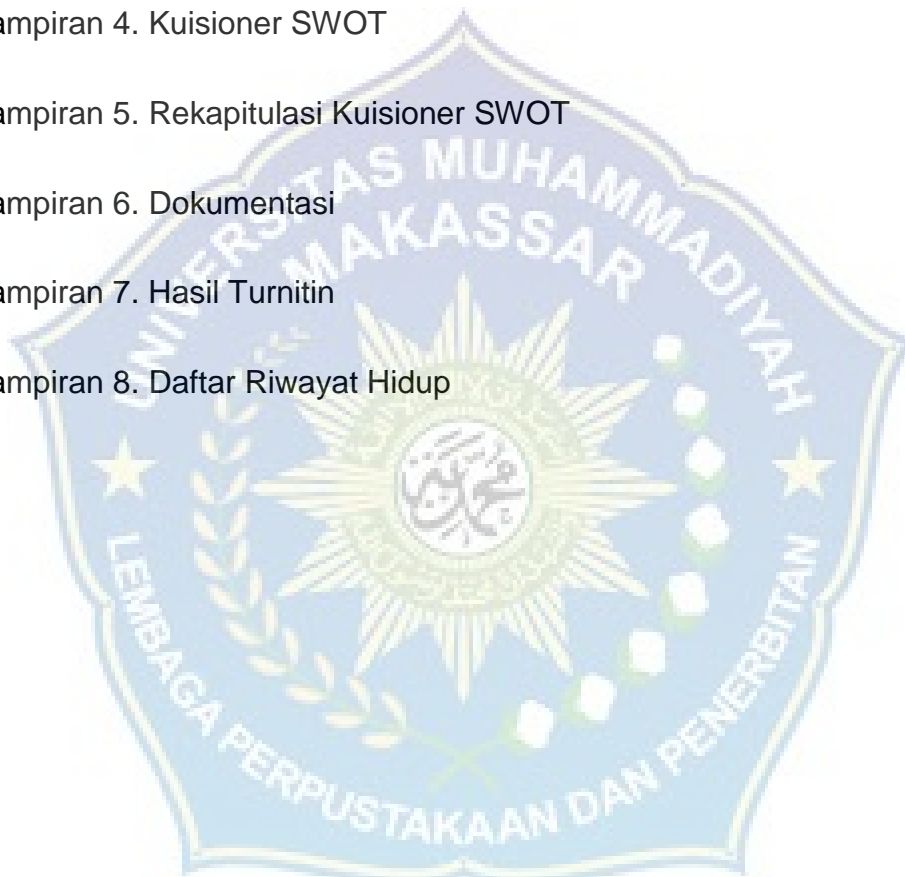 ampiran 4. Kuisioner SWOT
ampiran 5. Rekapitulasi Kuisioner SWOT
ampiran 6. Dokumentasi
ampiran 7. Hasil Turnitin
ampiran 8. Daftar Riwayat Hidup
UNIVERSITAS MUHAMMADIYAH
MAKASSAR
LEMBAGA PERPUSTAKAAN DAN PENERBITAN